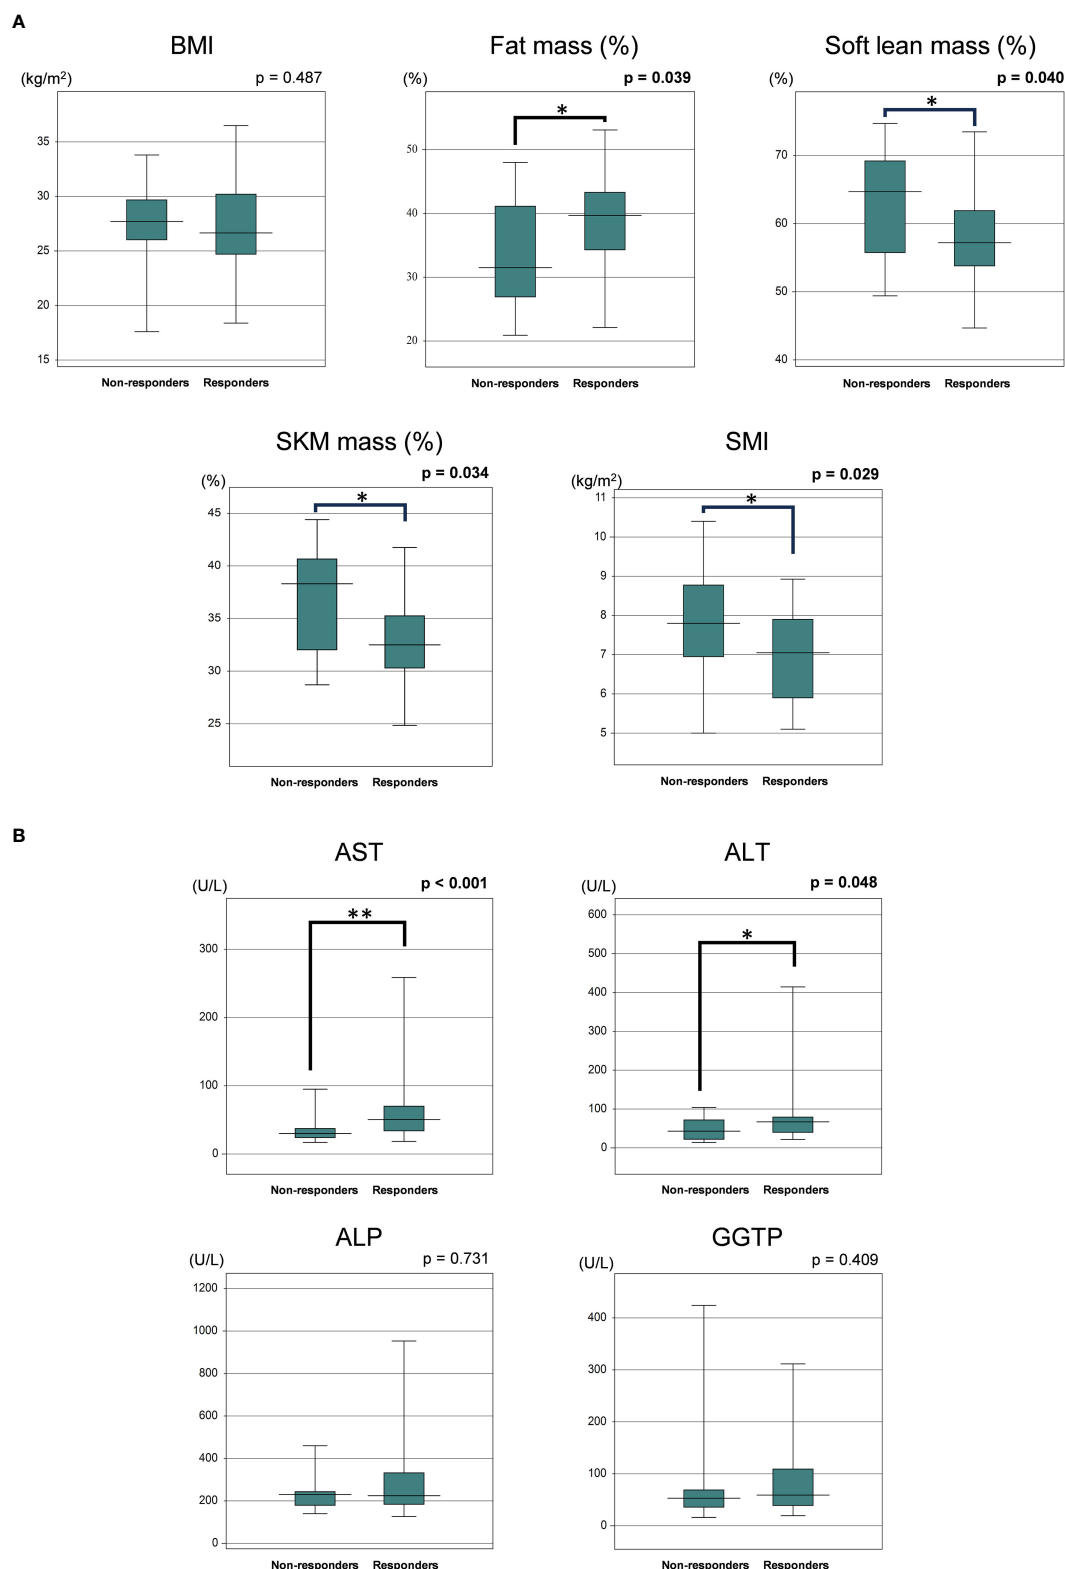 A
BMI
(kg/m²)
p = 0.487
35
30
25
20
15
Non-responders Responders
Fat mass (%)
(%)
p = 0.039
*
50
40
30
20
Non-responders Responders
Soft lean mass (%)
(%)
p = 0.040
*
70
60
50
40
Non-responders Responders
SKM mass (%)
(%)
p = 0.034
*
45
40
35
30
25
Non-responders Responders
SMI
(kg/m²)
p = 0.029
*
11
10
9
8
7
6
5
Non-responders Responders
B
AST
(U/L)
p < 0.001
**
300
200
100
0
Non-responders Responders
ALT
(U/L)
p = 0.048
*
600
500
400
300
200
100
0
Non-responders Responders
ALP
(U/L)
p = 0.731
1200
1000
800
600
400
200
0
Non-responders Responders
GGTP
(U/L)
p = 0.409
400
300
200
100
0
Non-responders Responders